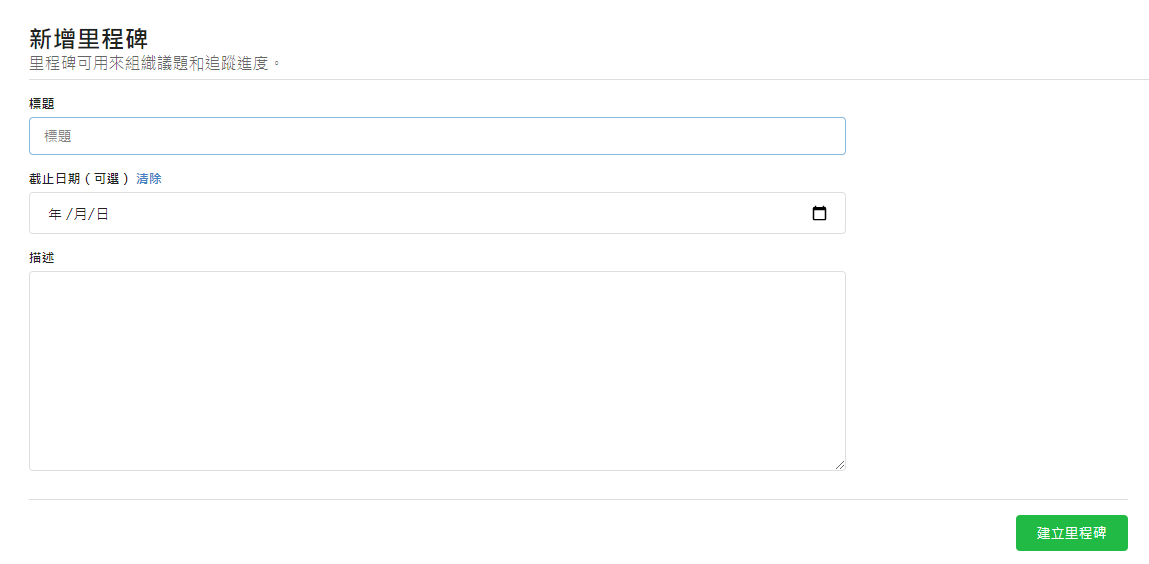 新增里程碑
里程碑可用來組織議題和追蹤進度。
標題
標題
截止日期（可選） 清除
年 /月/日
描述
建立里程碑